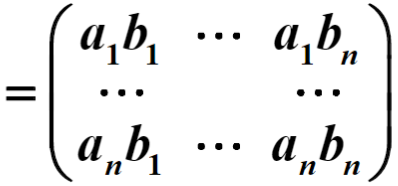 = ( a₁b₁ ⋯ a₁bₙ
⋯ ⋯
aₙb₁ ⋯ aₙbₙ )